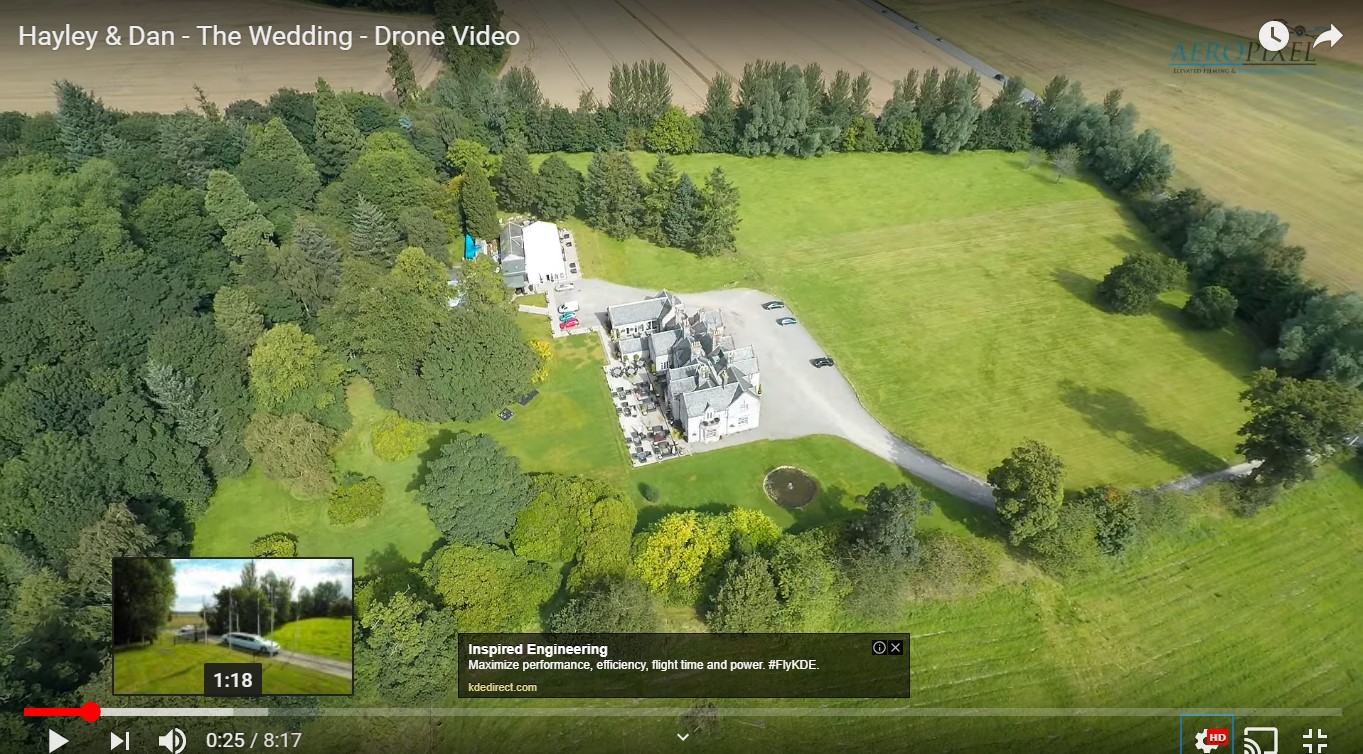 Hayley & Dan - The Wedding - Drone Video
AEROPIXEL
ELEVATED FILMING &
1:18
Inspired Engineering
Maximize performance, efficiency, flight time and power. #FlyKDE.
kdedirect.com
0:25 / 8:17
HD